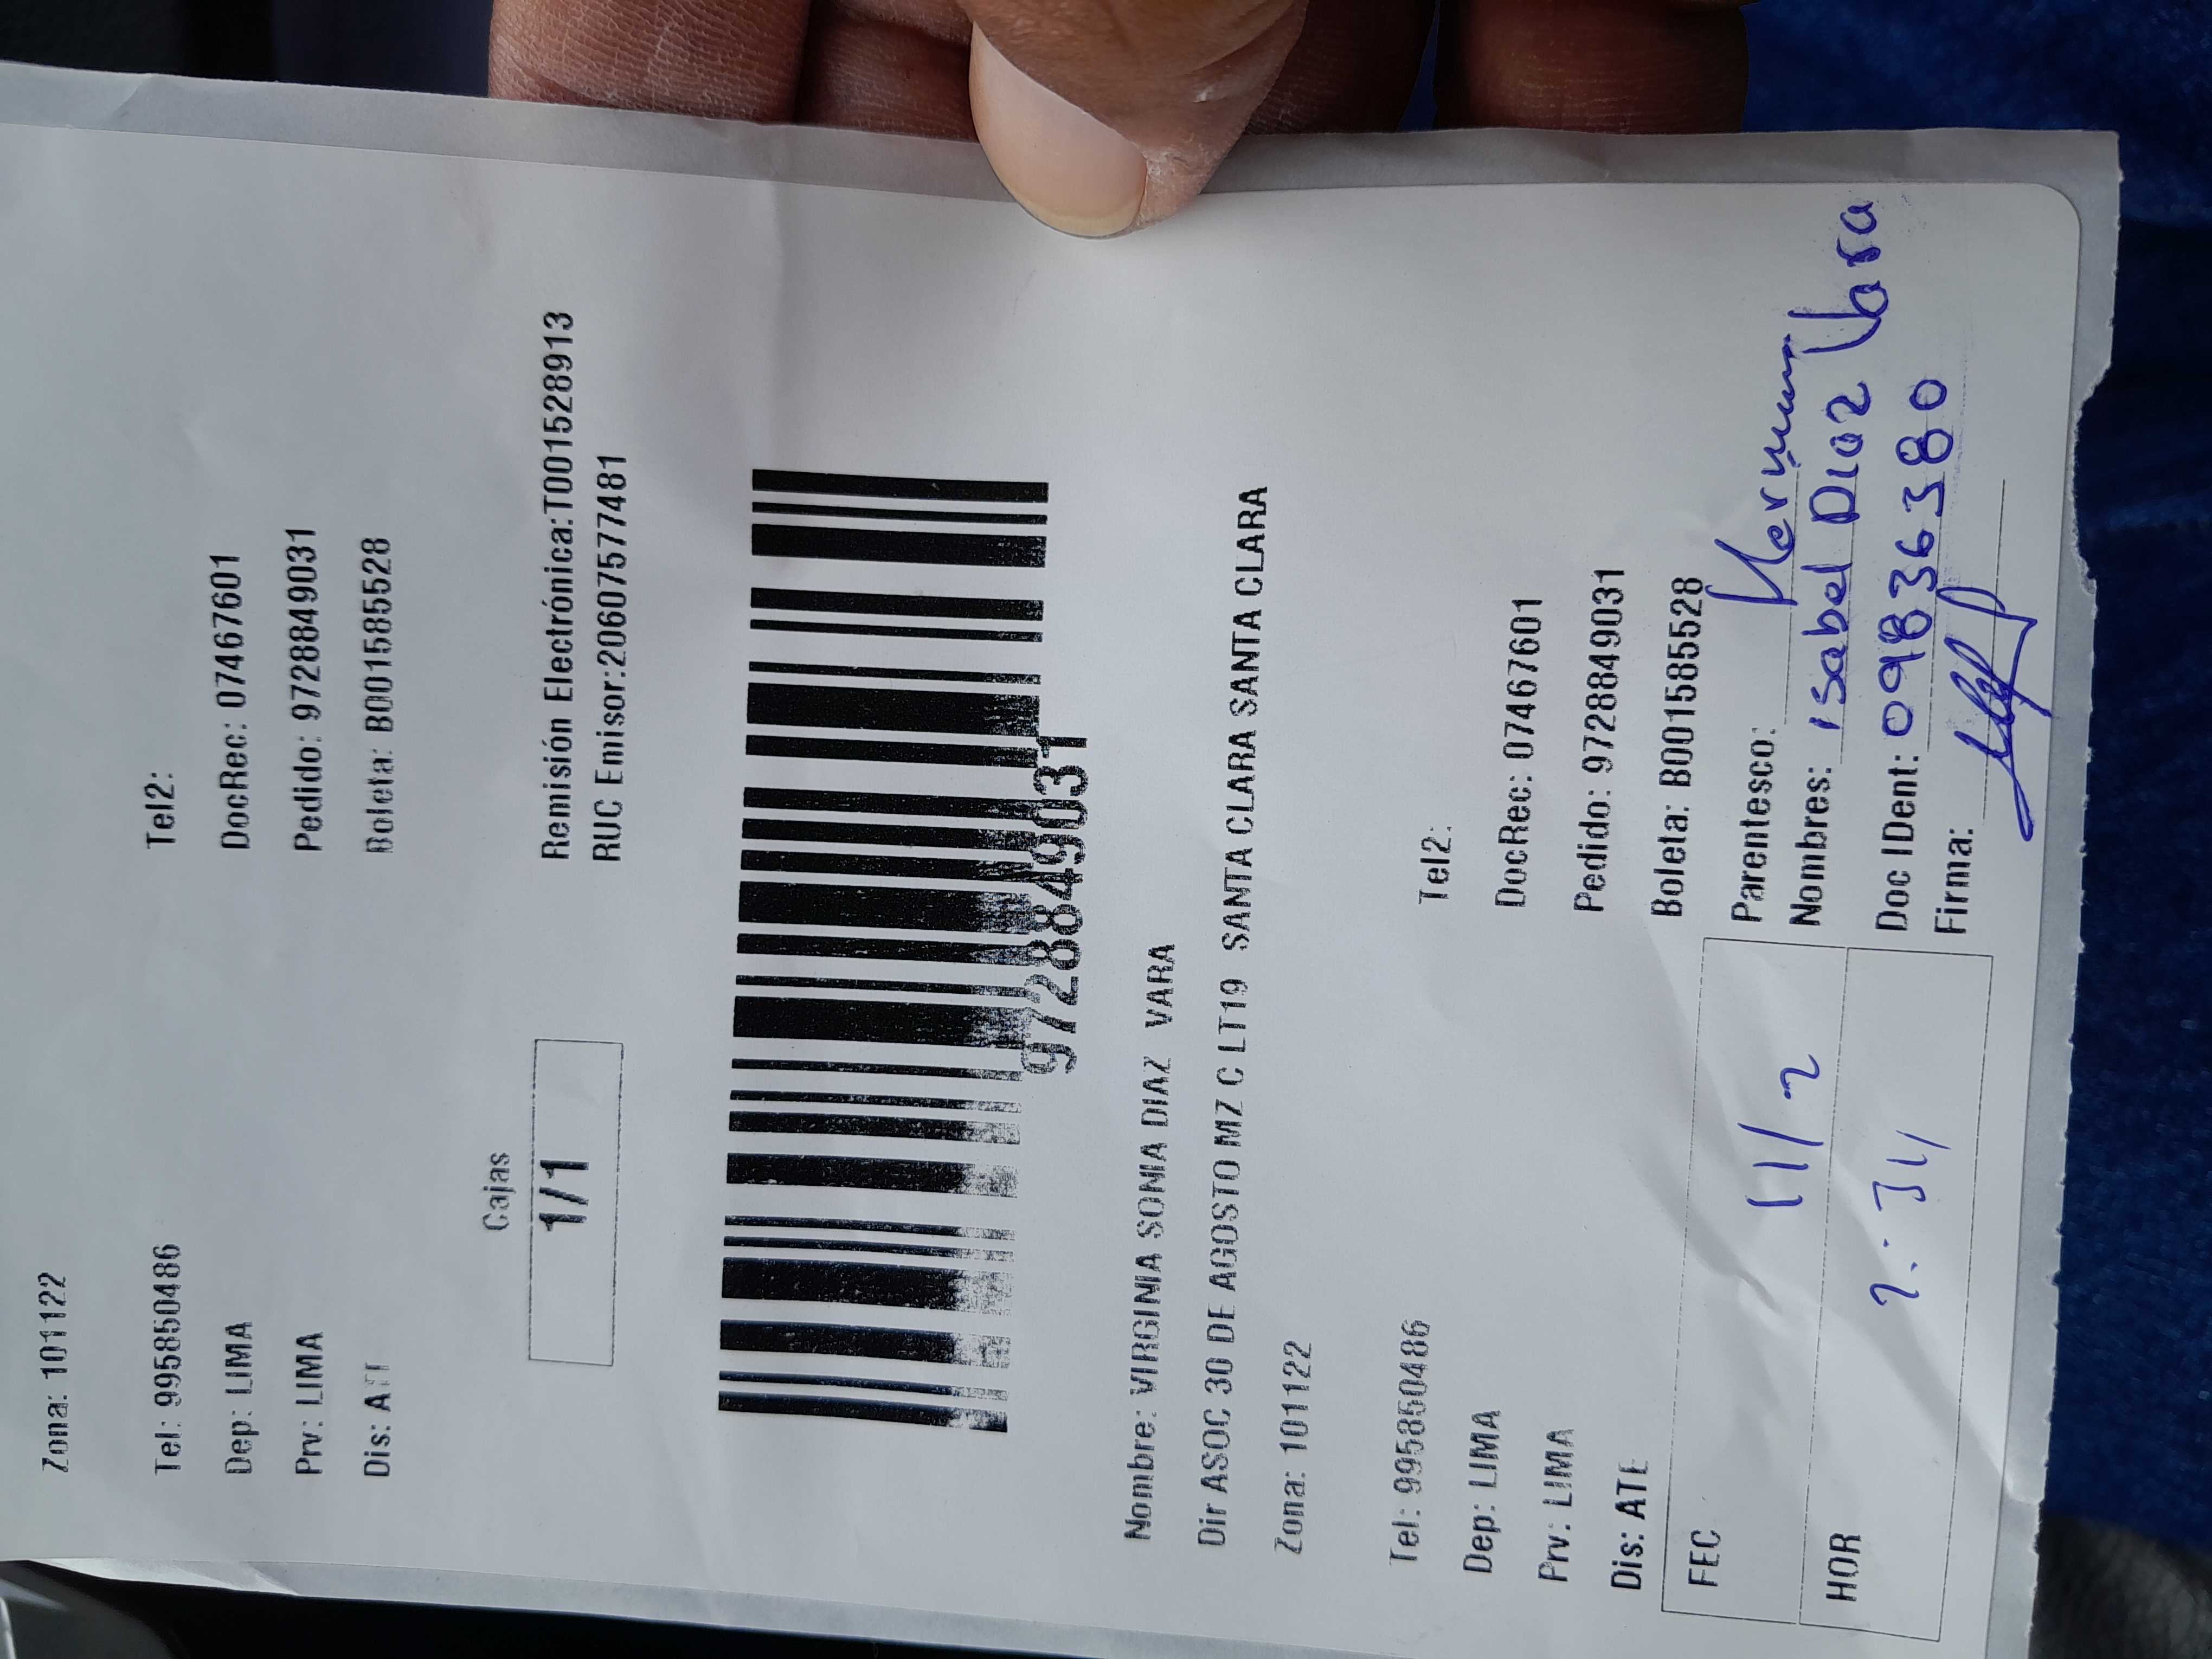 Zona: 101122
Tel: 995850486 Tel2:
Dep: LIMA DocRec: 07467601
Prv: LIMA Pedido: 9728849031
Dis: ATE Boleta: B001585528
Cajas
1/1
Remisión Electrónica:T001528913
RUC Emisor:20607577481
9728849031
Nombre: VIRGINIA SONIA DIAZ VARA
Dir ASOC 30 DE AGOSTO MZ C LT19 SANTA CLARA SANTA CLARA
Zona: 101122
Tel: 995850486 Tel2:
Dep: LIMA DocRec: 07467601
Prv: LIMA Pedido: 9728849031
Dis: ATE Boleta: B001585528
FEC 11/2
HOR
Parentesco:
Nombres: Isabel Diaz Vara
Doc IDent: 09836380
Firma: